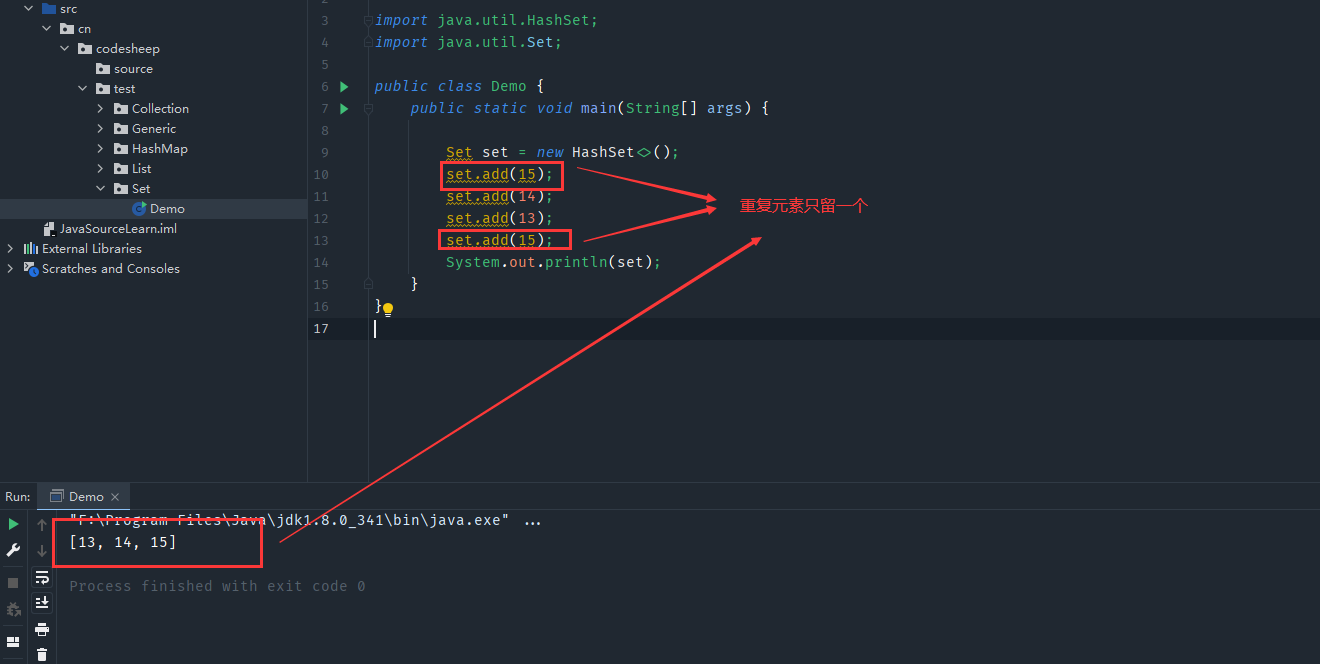 src
cn
codesheep
source
test
Collection
Generic
HashMap
List
Set
Demo
JavaSourceLearn.iml
External Libraries
Scratches and Consoles
3 import java.util.HashSet;
4 import java.util.Set;
5
6 public class Demo {
7 public static void main(String[] args) {
8
9 Set set = new HashSet<>();
10 set.add(15);
11 set.add(14);
12 set.add(13);
13 set.add(15);
14 System.out.println(set);
15 }
16 }
17
重复元素只留一个
Run: Demo ×
"F:\Program Files\Java\jdk1.8.0_341\bin\java.exe" ...
[13, 14, 15]
Process finished with exit code 0